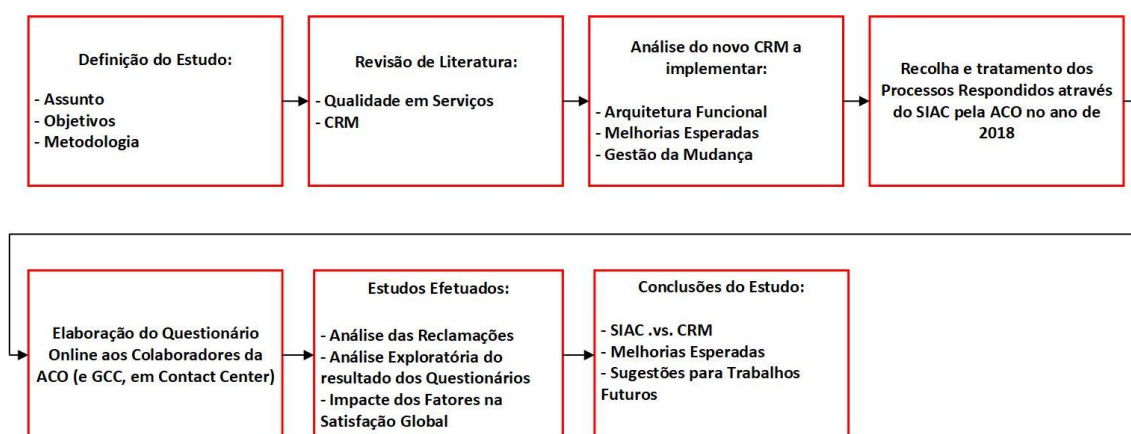 Definição do Estudo:
- Assunto
- Objetivos
- Metodologia
Revisão de Literatura:
- Qualidade em Serviços
- CRM
Análise do novo CRM a
implementar:
- Arquitetura Funcional
- Melhorias Esperadas
- Gestão da Mudança
Recolha e tratamento dos
Processos Respondidos através
do SIAC pela ACO no ano de
2018
Elaboração do Questionário
Online aos Colaboradores da
ACO (e GCC, em Contact Center)
Estudos Efetuados:
- Análise das Reclamações
- Análise Exploratória do
resultado dos Questionários
- Impacte dos Fatores na
Satisfação Global
Conclusões do Estudo:
- SIAC .vs. CRM
- Melhorias Esperadas
- Sugestões para Trabalhos
Futuros